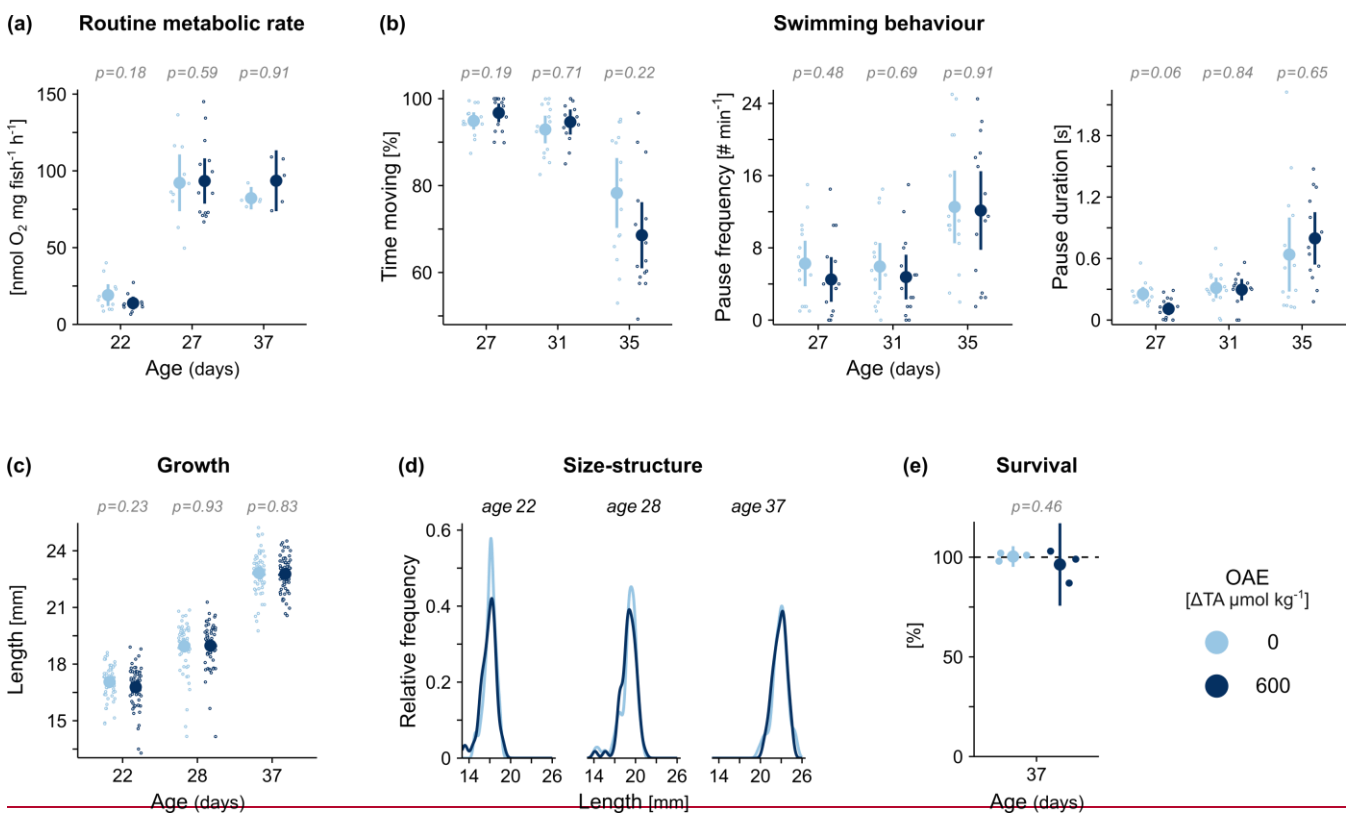 (a) Routine metabolic rate
p=0.18 p=0.59 p=0.91
[nmol O₂ mg fish⁻¹ h⁻¹]
150
100
50
0
22 27 37
Age (days)
(b) Swimming behaviour
p=0.19 p=0.71 p=0.22
Time moving [%]
100
80
60
27 31 35
p=0.48 p=0.69 p=0.91
Pause frequency [# min⁻¹]
24
16
8
0
27 31 35
Age (days)
p=0.06 p=0.84 p=0.65
Pause duration [s]
1.8
1.2
0.6
0
27 31 35
(c) Growth
p=0.23 p=0.93 p=0.83
Length [mm]
24
21
18
15
22 28 37
Age (days)
(d) Size-structure
age 22 age 28 age 37
Relative frequency
0.6
0.4
0.2
0
14 20 26 14 20 26 14 20 26
Length [mm]
(e) Survival
p=0.46
[%]
100
50
0
37
Age (days)
OAE
[ΔTA µmol kg⁻¹]
0
600